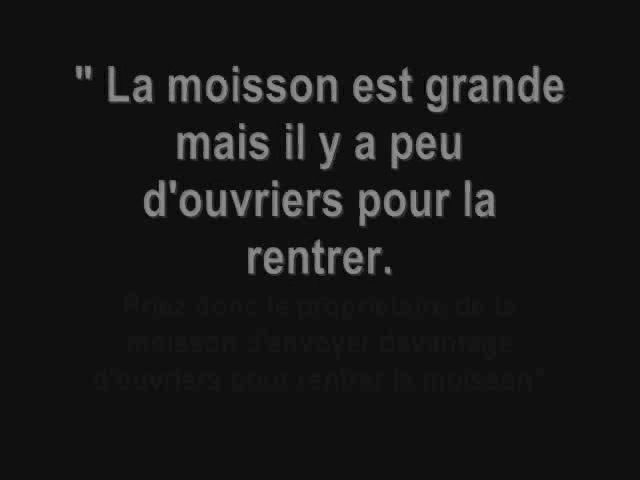 " La moisson est grande
mais il y a peu
d'ouvriers pour la
rentrer.
Priez donc le propriétaire de la
moisson d'envoyer davantage
d'ouvriers pour rentrer la moisson"